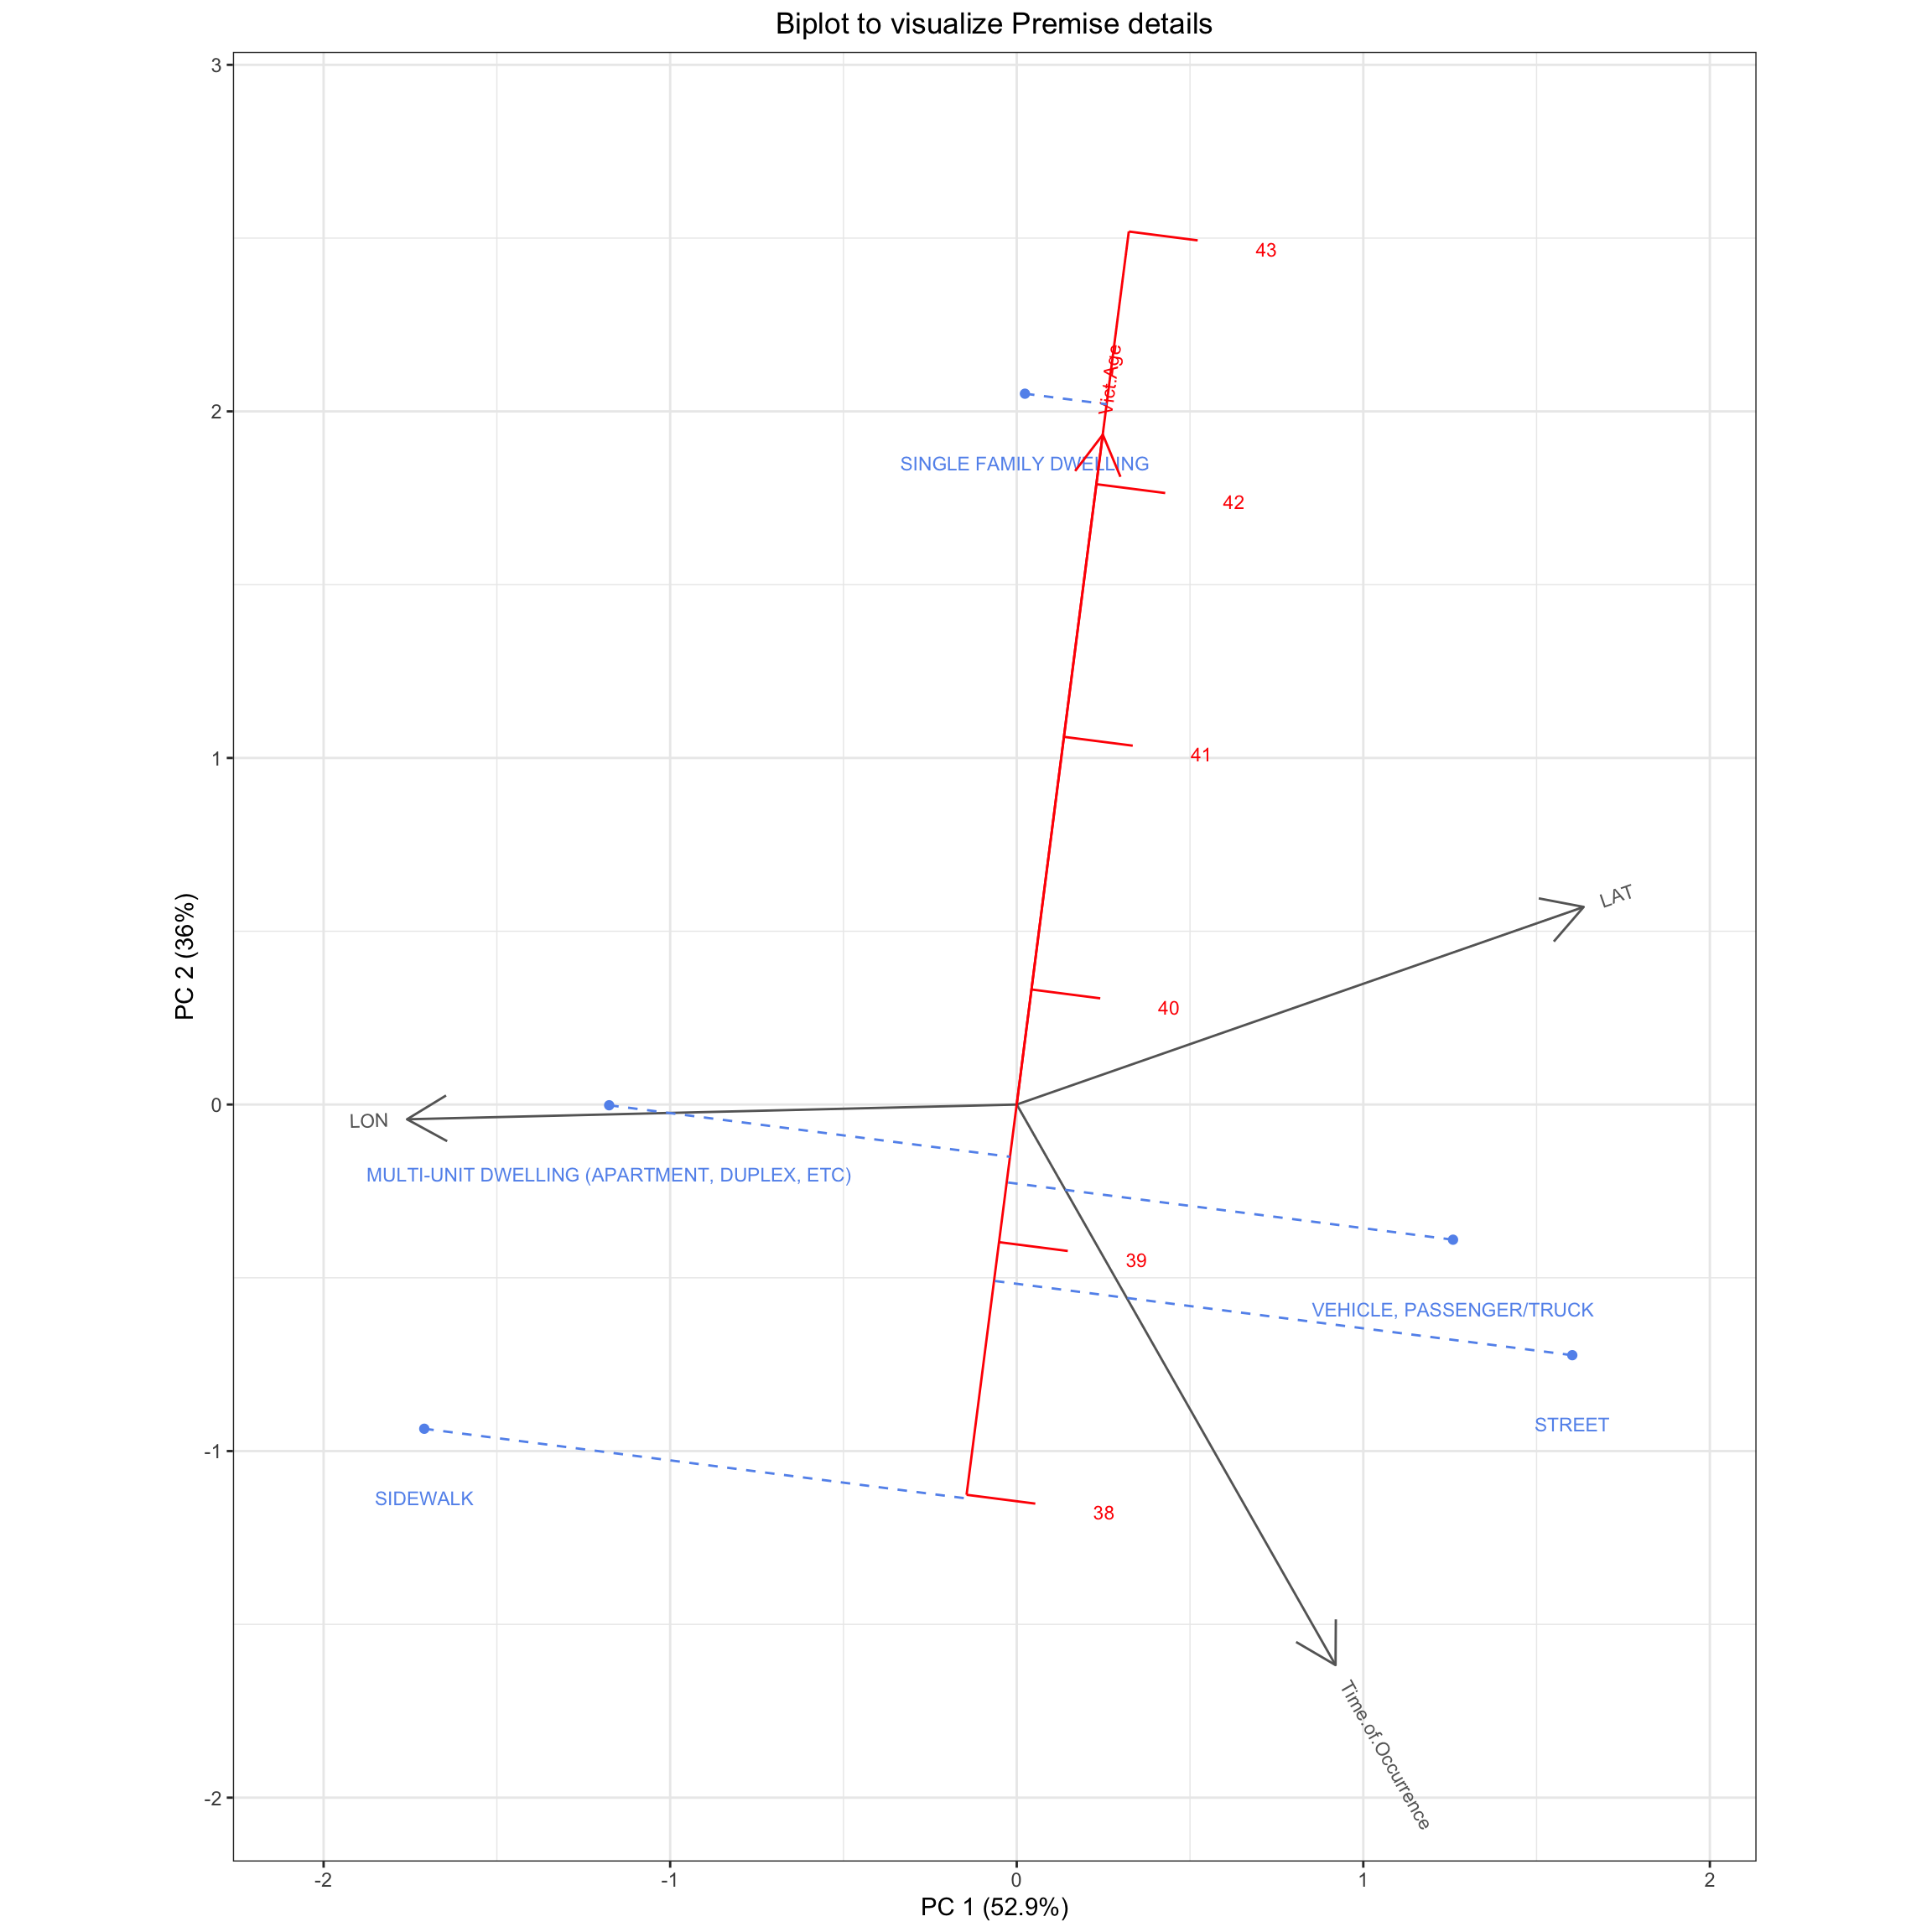 Biplot to visualize Premise details
3
43
Vict.Age
2
SINGLE FAMILY DWELLING
42
41
1
LAT
PC 2 (36%)
40
0
LON
MULTI-UNIT DWELLING (APARTMENT, DUPLEX, ETC)
39
VEHICLE, PASSENGER/TRUCK
STREET
-1
SIDEWALK
38
Time.of.Occurrence
-2
-2 -1 0 1 2
PC 1 (52.9%)